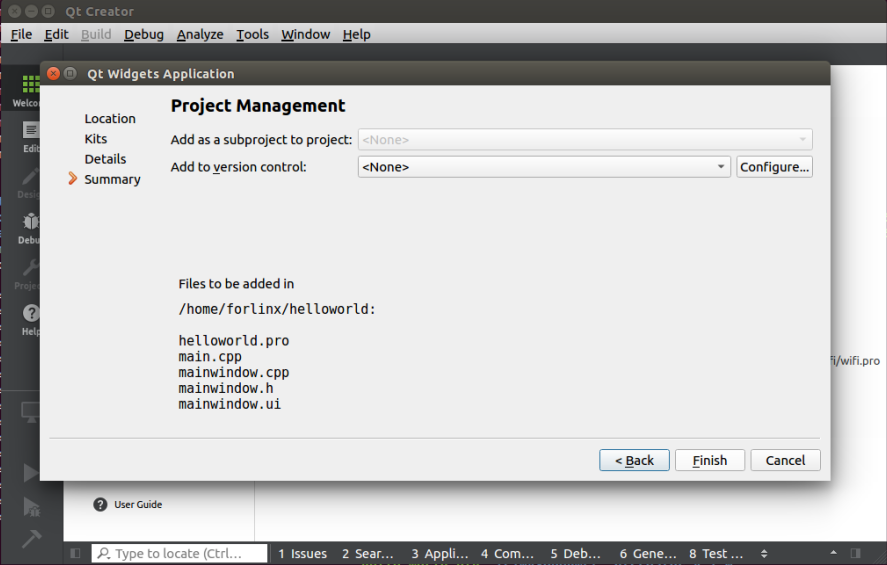 Qt Creator
File Edit Build Debug Analyze Tools Window Help
Qt Widgets Application
Project Management
Location
Kits
Details
Summary
Add as a subproject to project: <None>
Add to version control: <None> Configure...
Files to be added in
/home/forlinx/helloworld:
helloworld.pro
main.cpp
mainwindow.cpp
mainwindow.h
mainwindow.ui
< Back Finish Cancel
Edit
Help
fi/wifi.pro
User Guide
Type to locate (Ctrl... 1 Issues 2 Sear... 3 Appli... 4 Com... 5 Deb... 6 Gene... 8 Test ...